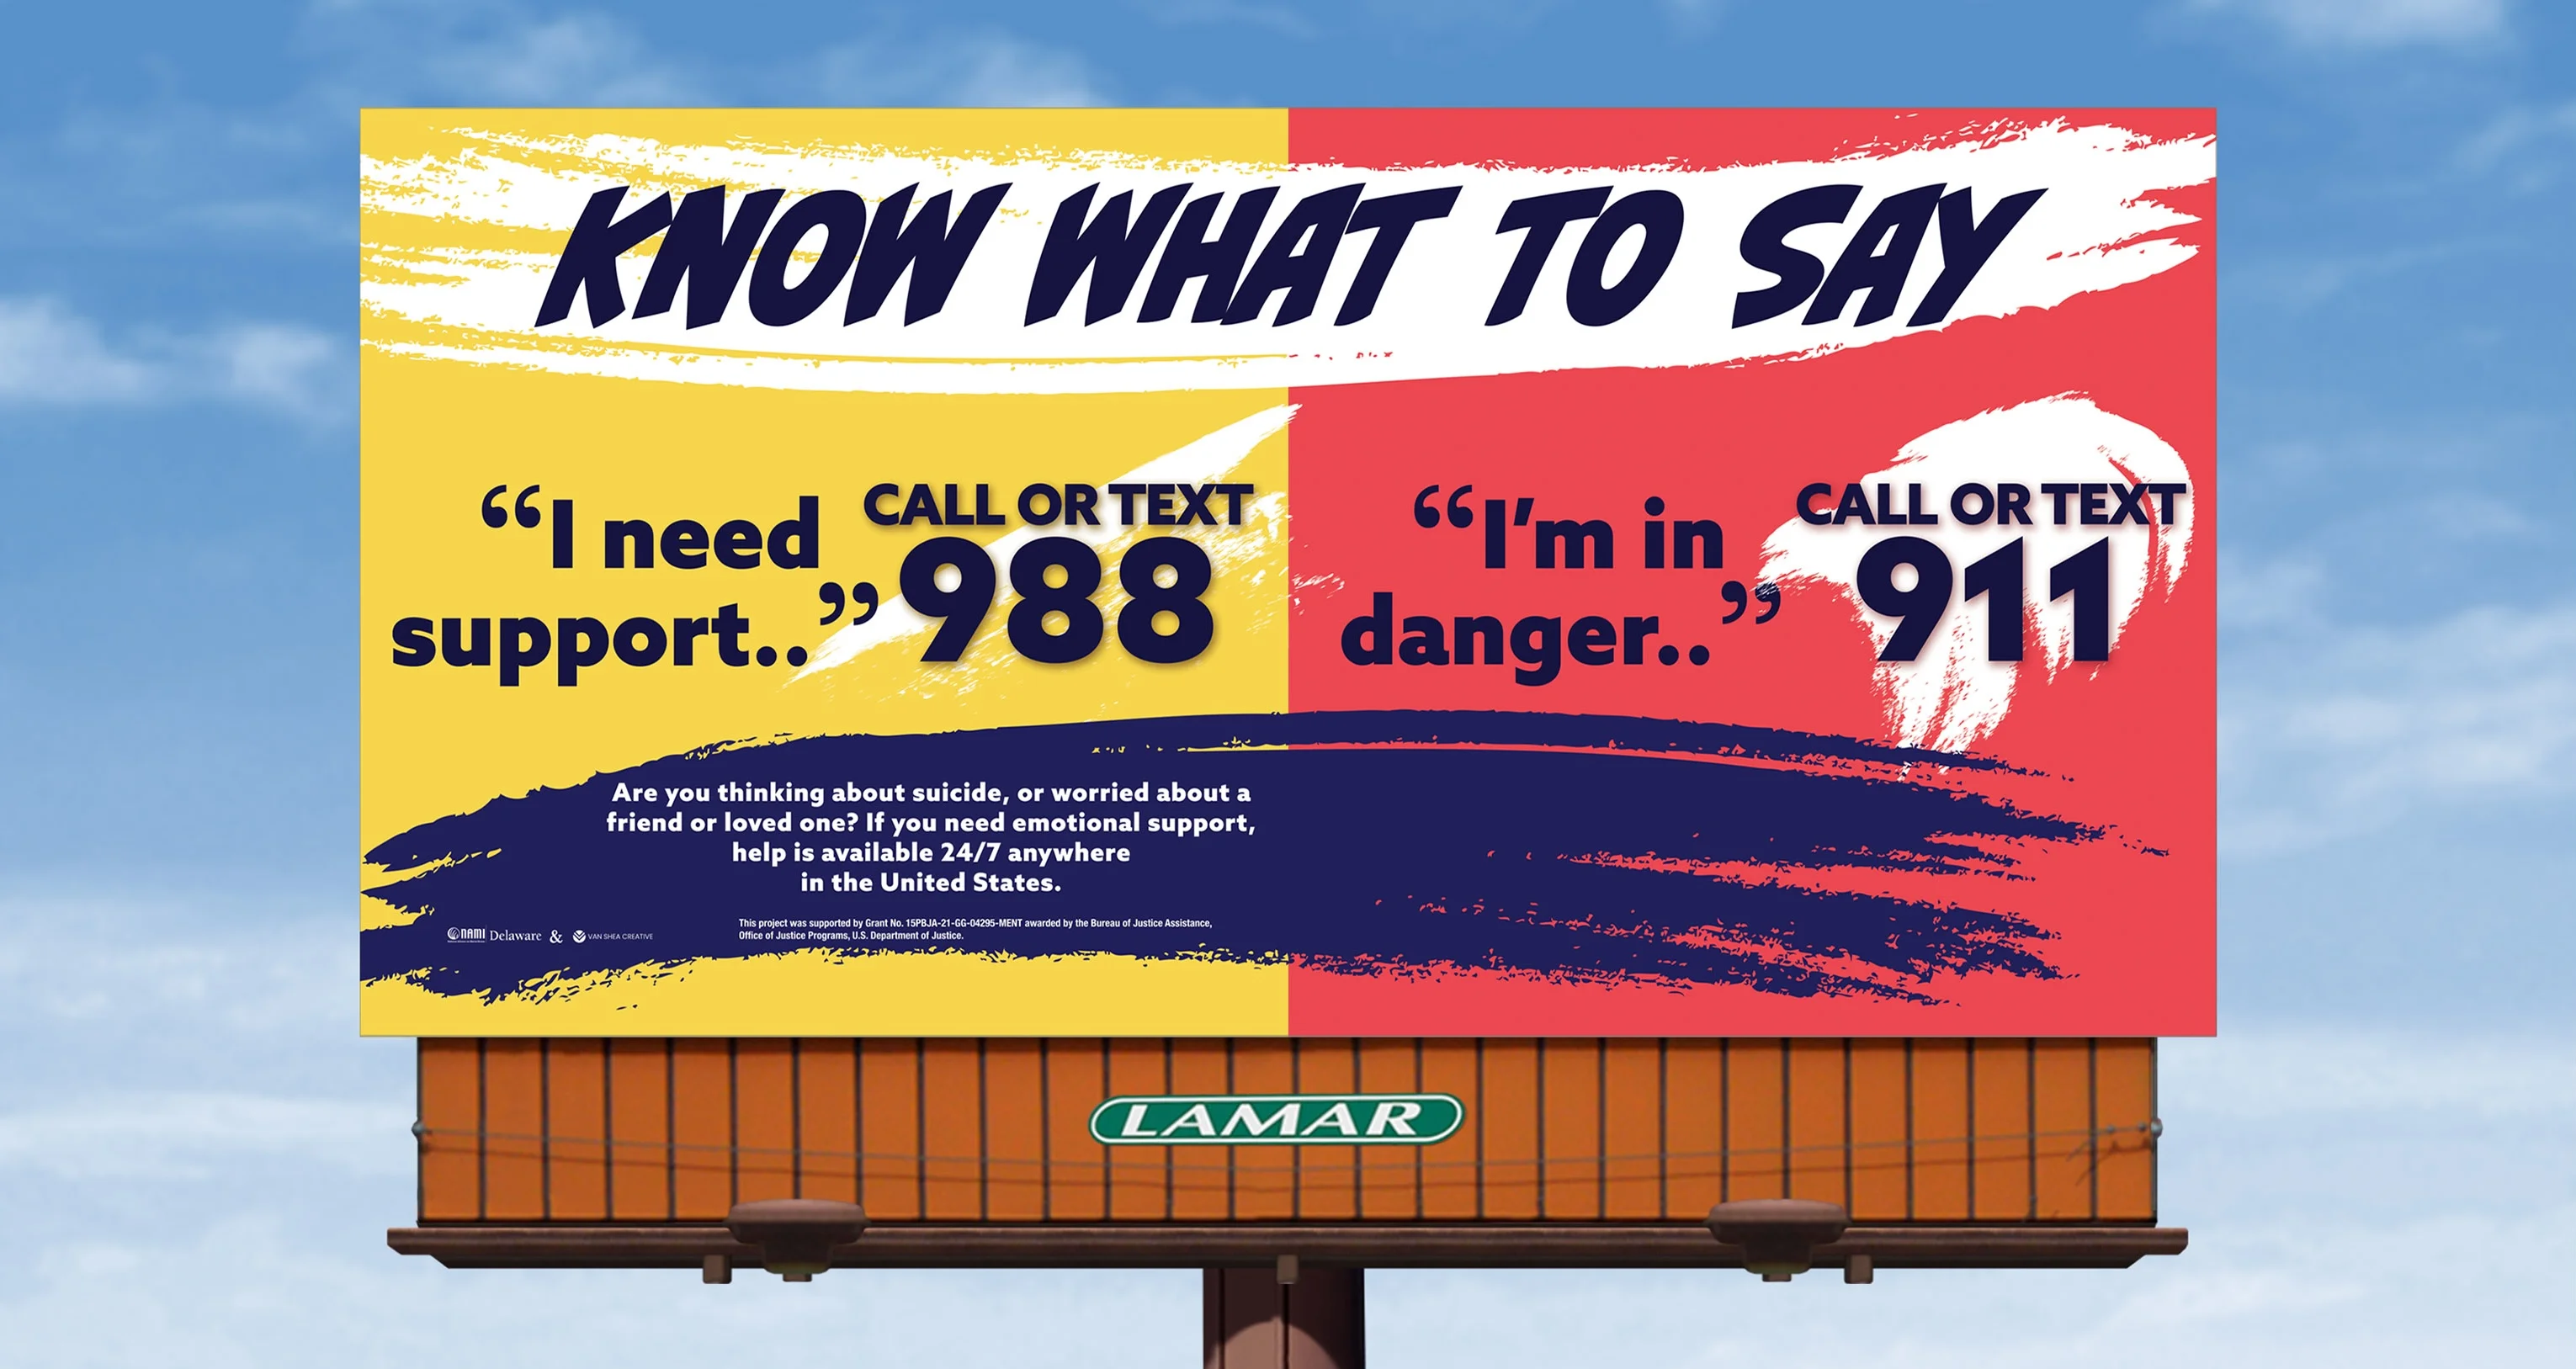 KNOW WHAT TO SAY
“I need
support..”
CALL OR TEXT
988
“I’m in
danger..”
CALL OR TEXT
911
Are you thinking about suicide, or worried about a
friend or loved one? If you need emotional support,
help is available 24/7 anywhere
in the United States.
NAMI Delaware & VAN SHEA CREATIVE
This project was supported by Grant No. 15PBJA-21-GG-04295-MENT awarded by the Bureau of Justice Assistance,
Office of Justice Programs, U.S. Department of Justice.
LAMAR